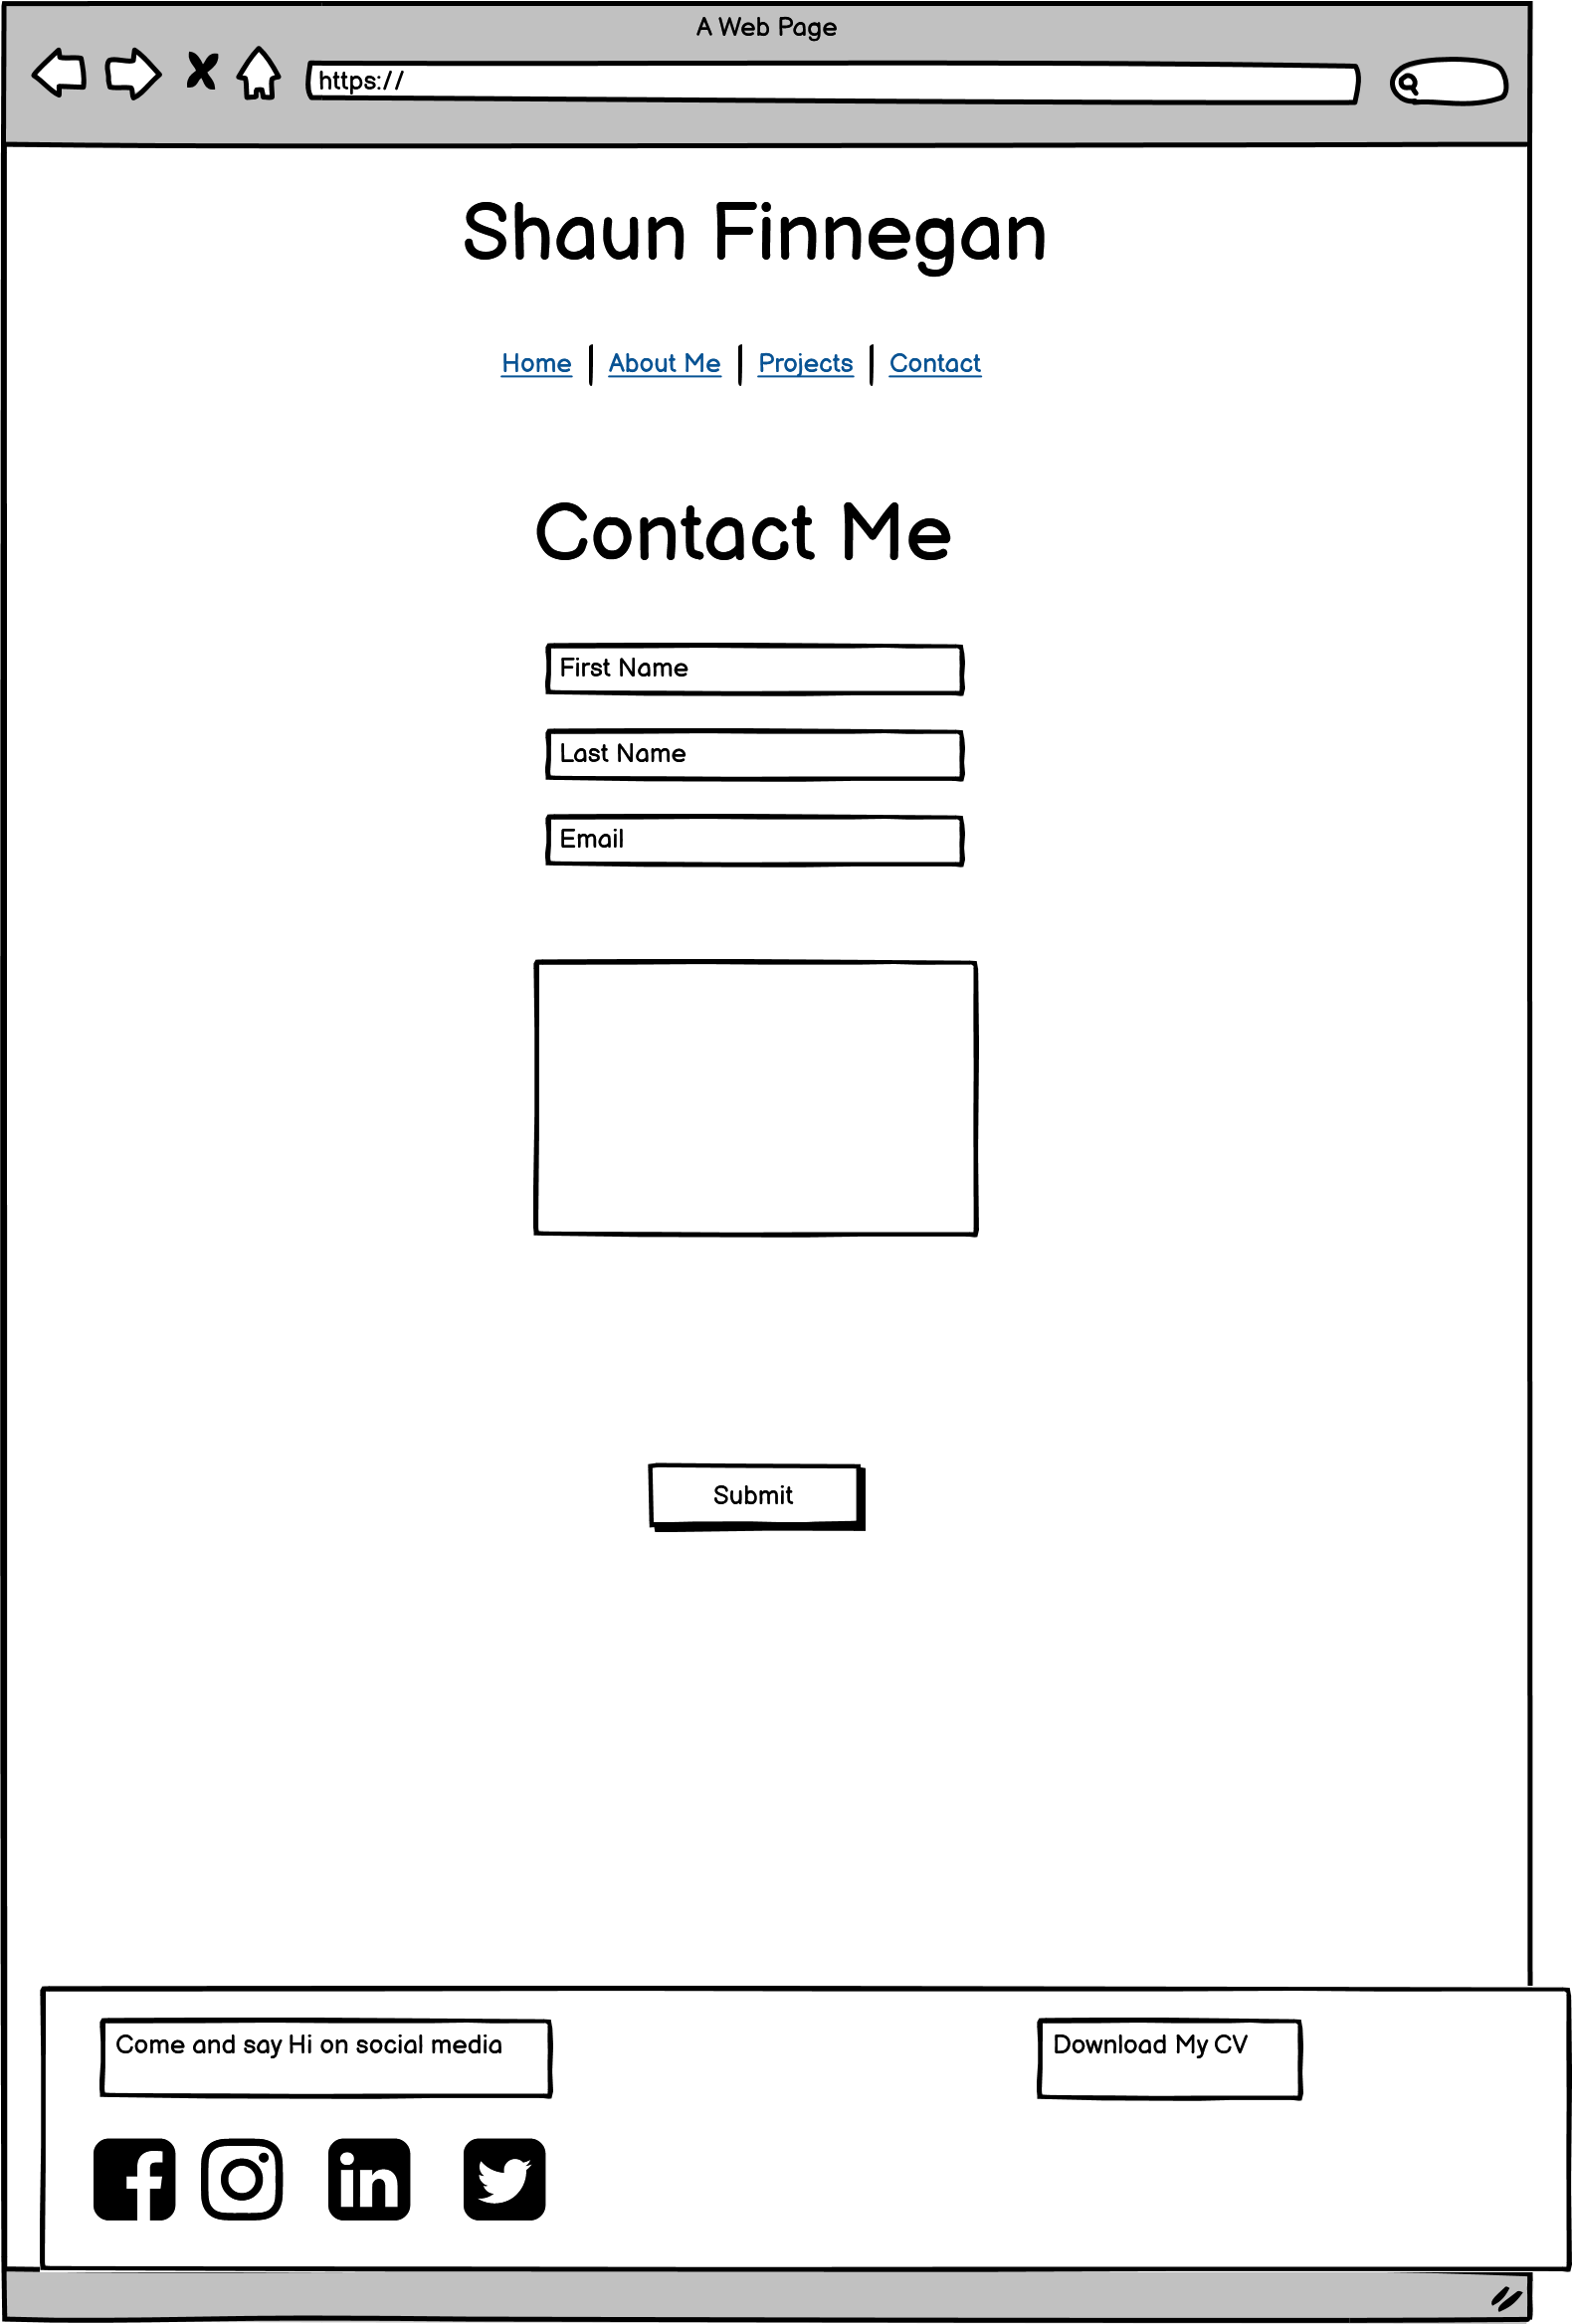 A Web Page
https://
Shaun Finnegan
Home | About Me | Projects | Contact
Contact Me
First Name
Last Name
Email
Submit
Come and say Hi on social media
Download My CV